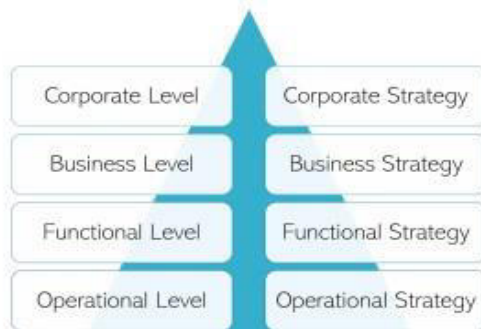 Corporate Level
Corporate Strategy
Business Level
Business Strategy
Functional Level
Functional Strategy
Operational Level
Operational Strategy